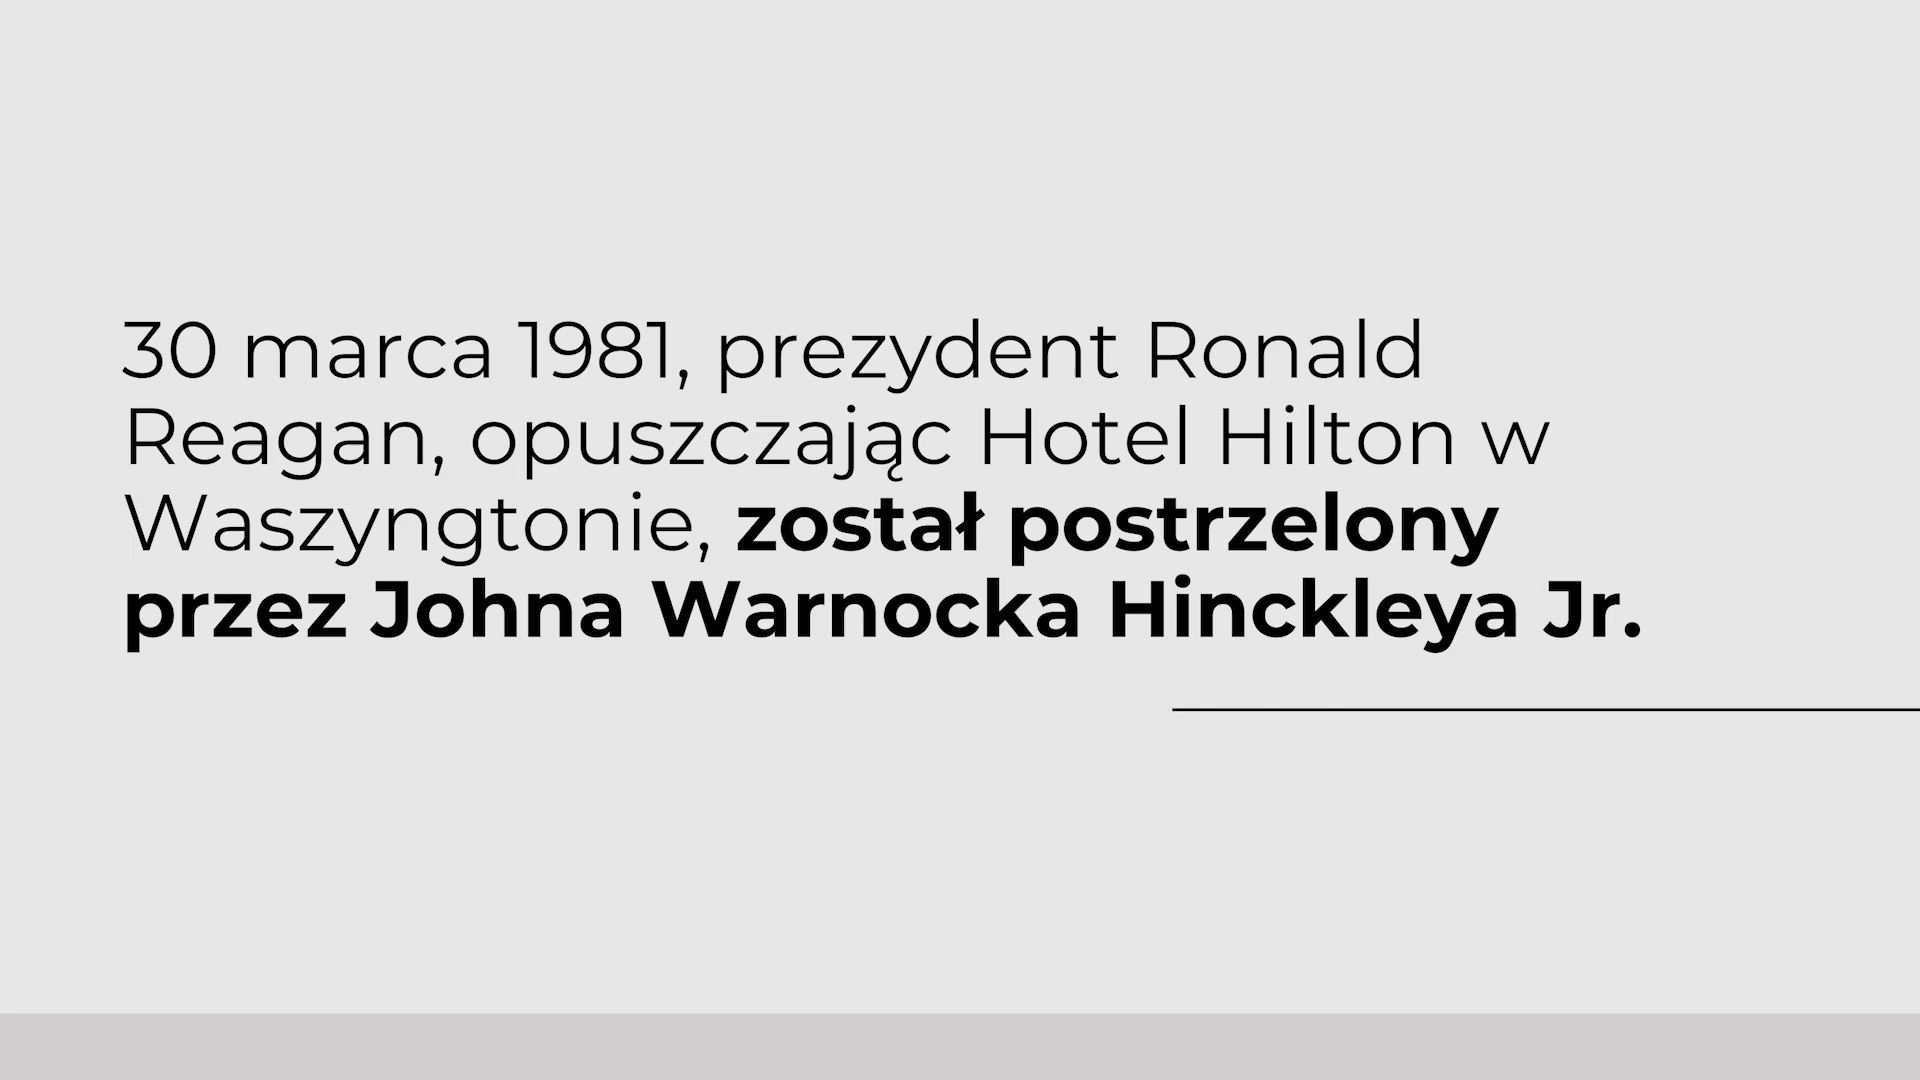 30 marca 1981, prezydent Ronald
Reagan, opuszczając Hotel Hilton w
Waszyngtonie, został postrzelony
przez Johna Warnocka Hinckleya Jr.